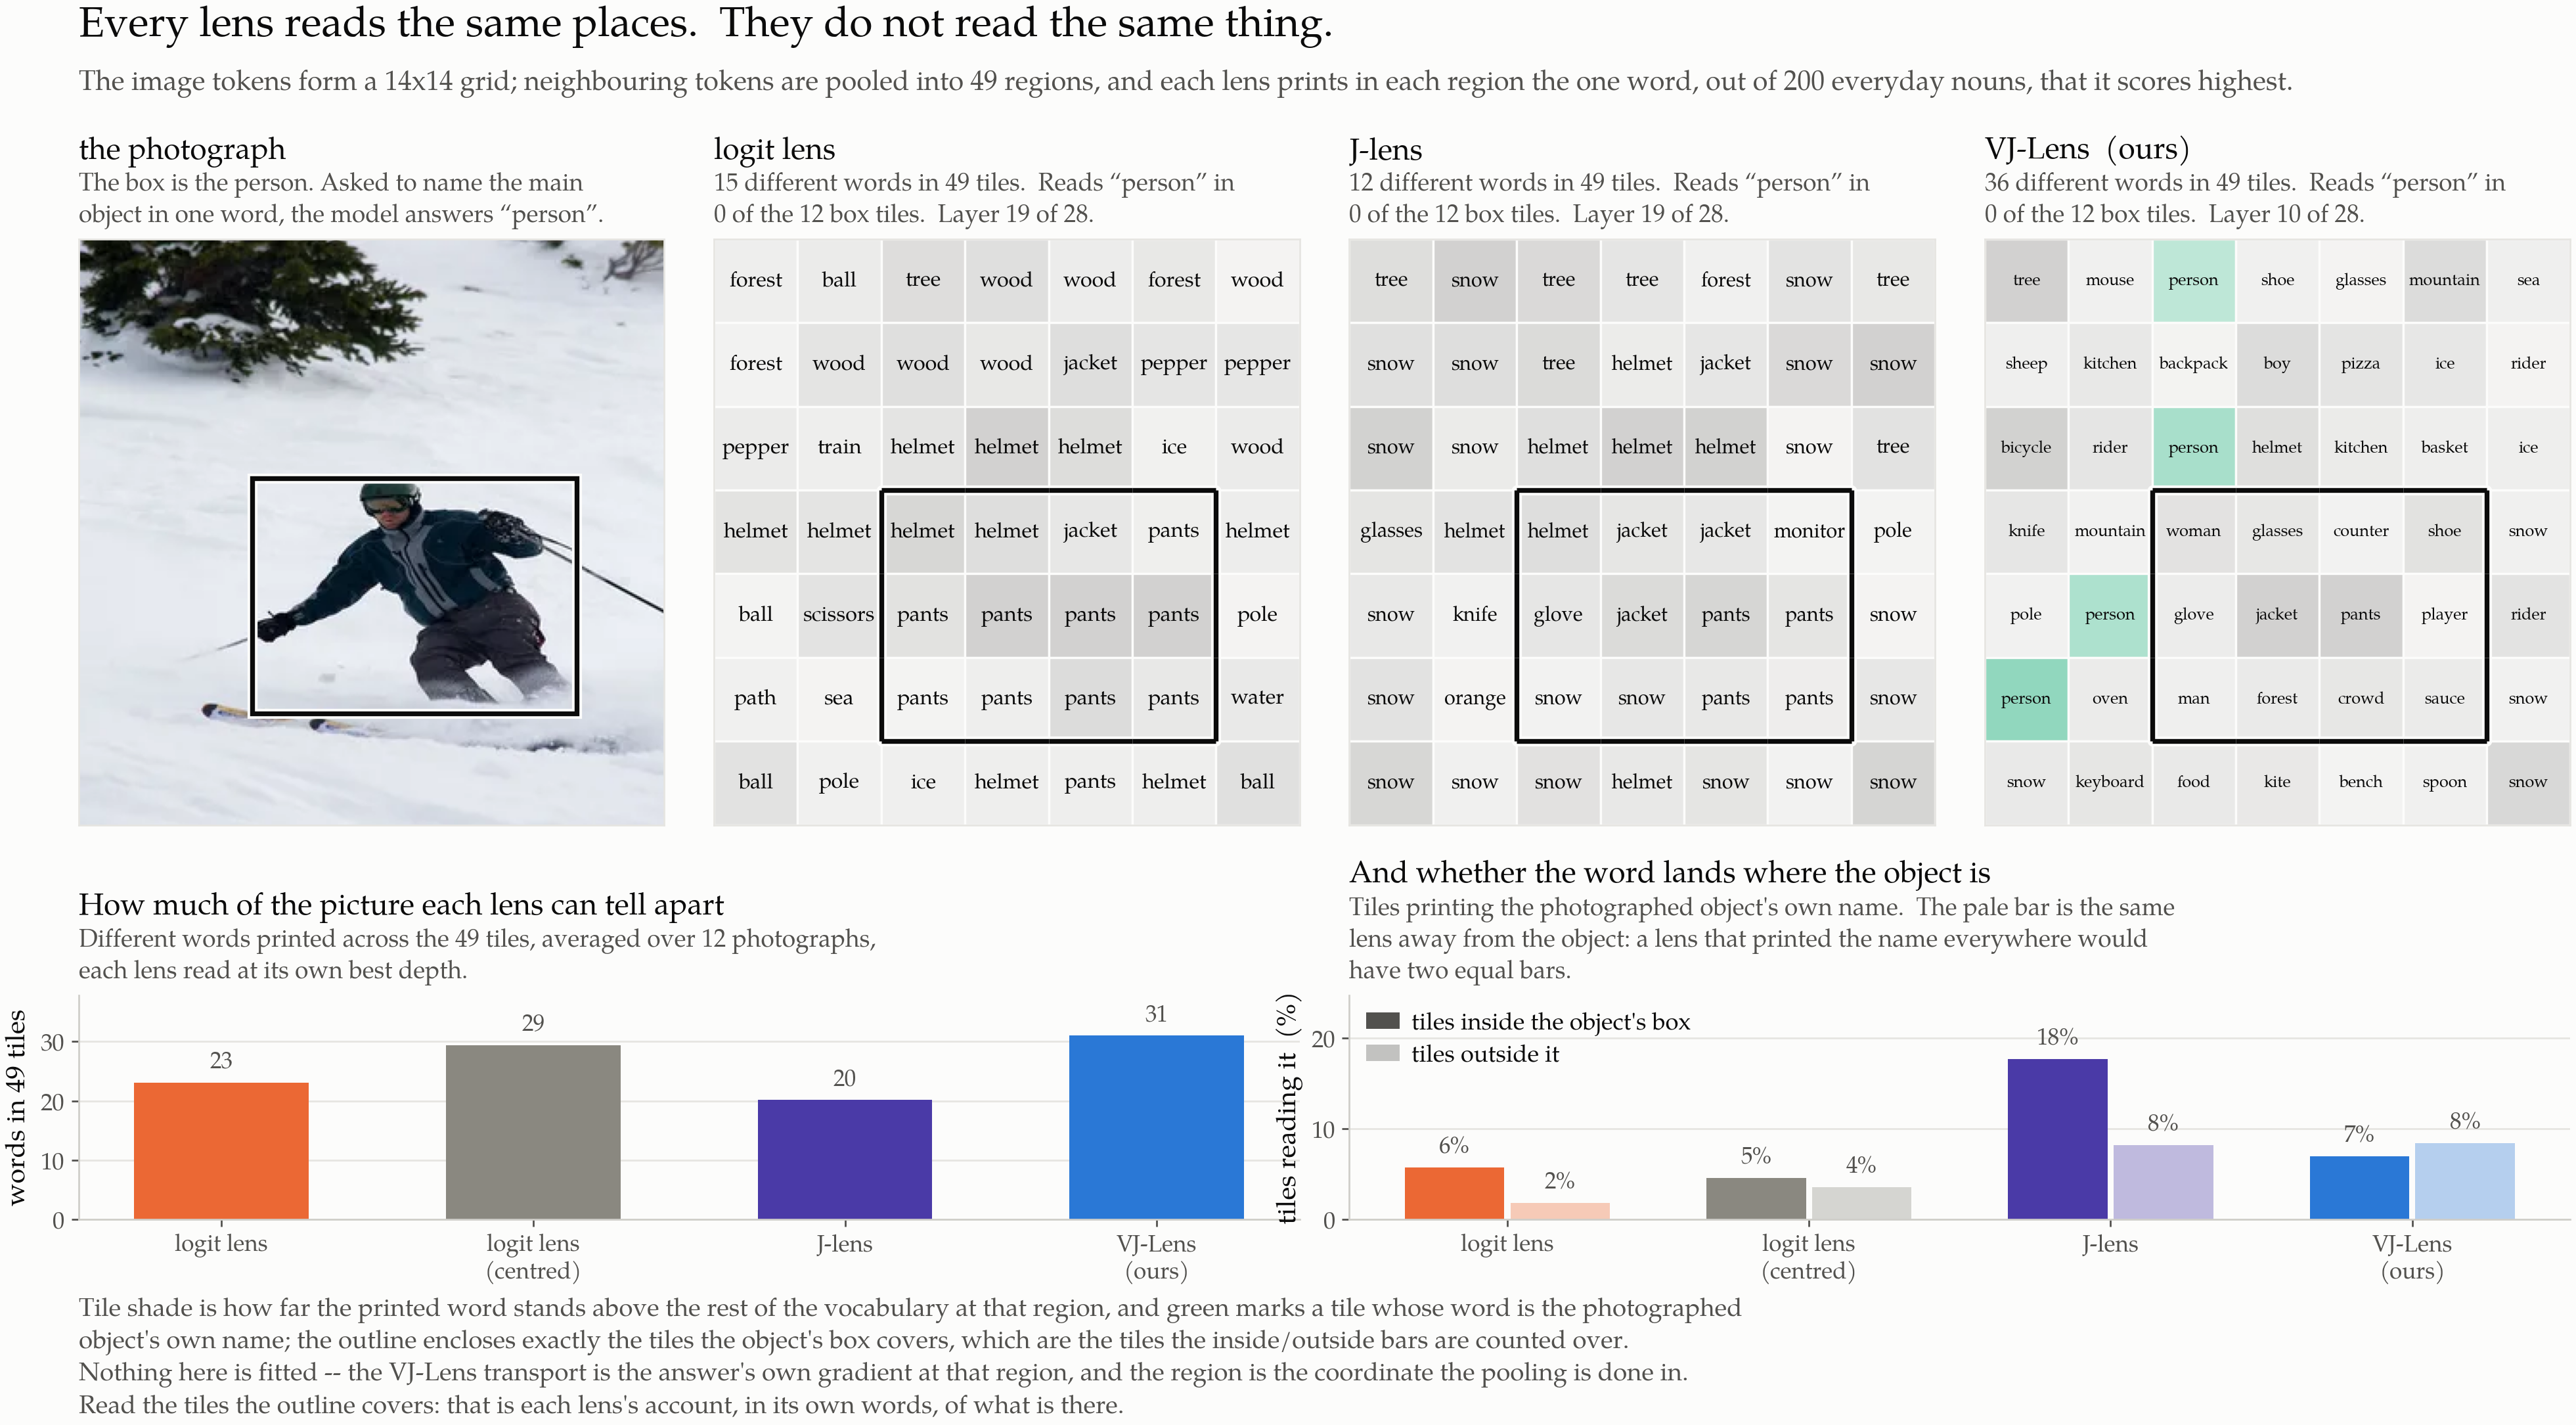 Every lens reads the same places.  They do not read the same thing.
The image tokens form a 14x14 grid; neighbouring tokens are pooled into 49 regions, and each lens prints in each region the one word, out of 200 everyday nouns, that it scores highest.
the photograph
The box is the person. Asked to name the main
object in one word, the model answers “person”.
logit lens
15 different words in 49 tiles.  Reads “person” in
0 of the 12 box tiles.  Layer 19 of 28.
forest ball tree wood wood forest wood
forest wood wood wood jacket pepper pepper
pepper train helmet helmet helmet ice wood
helmet helmet helmet helmet jacket pants helmet
ball scissors pants pants pants pants pole
path sea pants pants pants pants water
ball pole ice helmet pants helmet ball
J-lens
12 different words in 49 tiles.  Reads “person” in
0 of the 12 box tiles.  Layer 19 of 28.
tree snow tree tree forest snow tree
snow snow tree helmet jacket snow snow
snow snow helmet helmet helmet snow tree
glasses helmet helmet jacket jacket monitor pole
snow knife glove jacket pants pants snow
snow orange snow snow pants pants snow
snow snow snow helmet snow snow snow
VJ-Lens  (ours)
36 different words in 49 tiles.  Reads “person” in
0 of the 12 box tiles.  Layer 10 of 28.
tree mouse person shoe glasses mountain sea
sheep kitchen backpack boy pizza ice rider
bicycle rider person helmet kitchen basket ice
knife mountain woman glasses counter shoe snow
pole person glove jacket pants player rider
person oven man forest crowd sauce snow
snow keyboard food kite bench spoon snow
How much of the picture each lens can tell apart
Different words printed across the 49 tiles, averaged over 12 photographs,
each lens read at its own best depth.
words in 49 tiles
30
20
10
0
23
29
20
31
logit lens
logit lens
(centred)
J-lens
VJ-Lens
(ours)
And whether the word lands where the object is
Tiles printing the photographed object's own name.  The pale bar is the same
lens away from the object: a lens that printed the name everywhere would
have two equal bars.
tiles reading it  (%)
20
10
0
tiles inside the object's box
tiles outside it
6%
2%
5%
4%
18%
8%
7%
8%
logit lens
logit lens
(centred)
J-lens
VJ-Lens
(ours)
Tile shade is how far the printed word stands above the rest of the vocabulary at that region, and green marks a tile whose word is the photographed
object's own name; the outline encloses exactly the tiles the object's box covers, which are the tiles the inside/outside bars are counted over.
Nothing here is fitted -- the VJ-Lens transport is the answer's own gradient at that region, and the region is the coordinate the pooling is done in.
Read the tiles the outline covers: that is each lens's account, in its own words, of what is there.